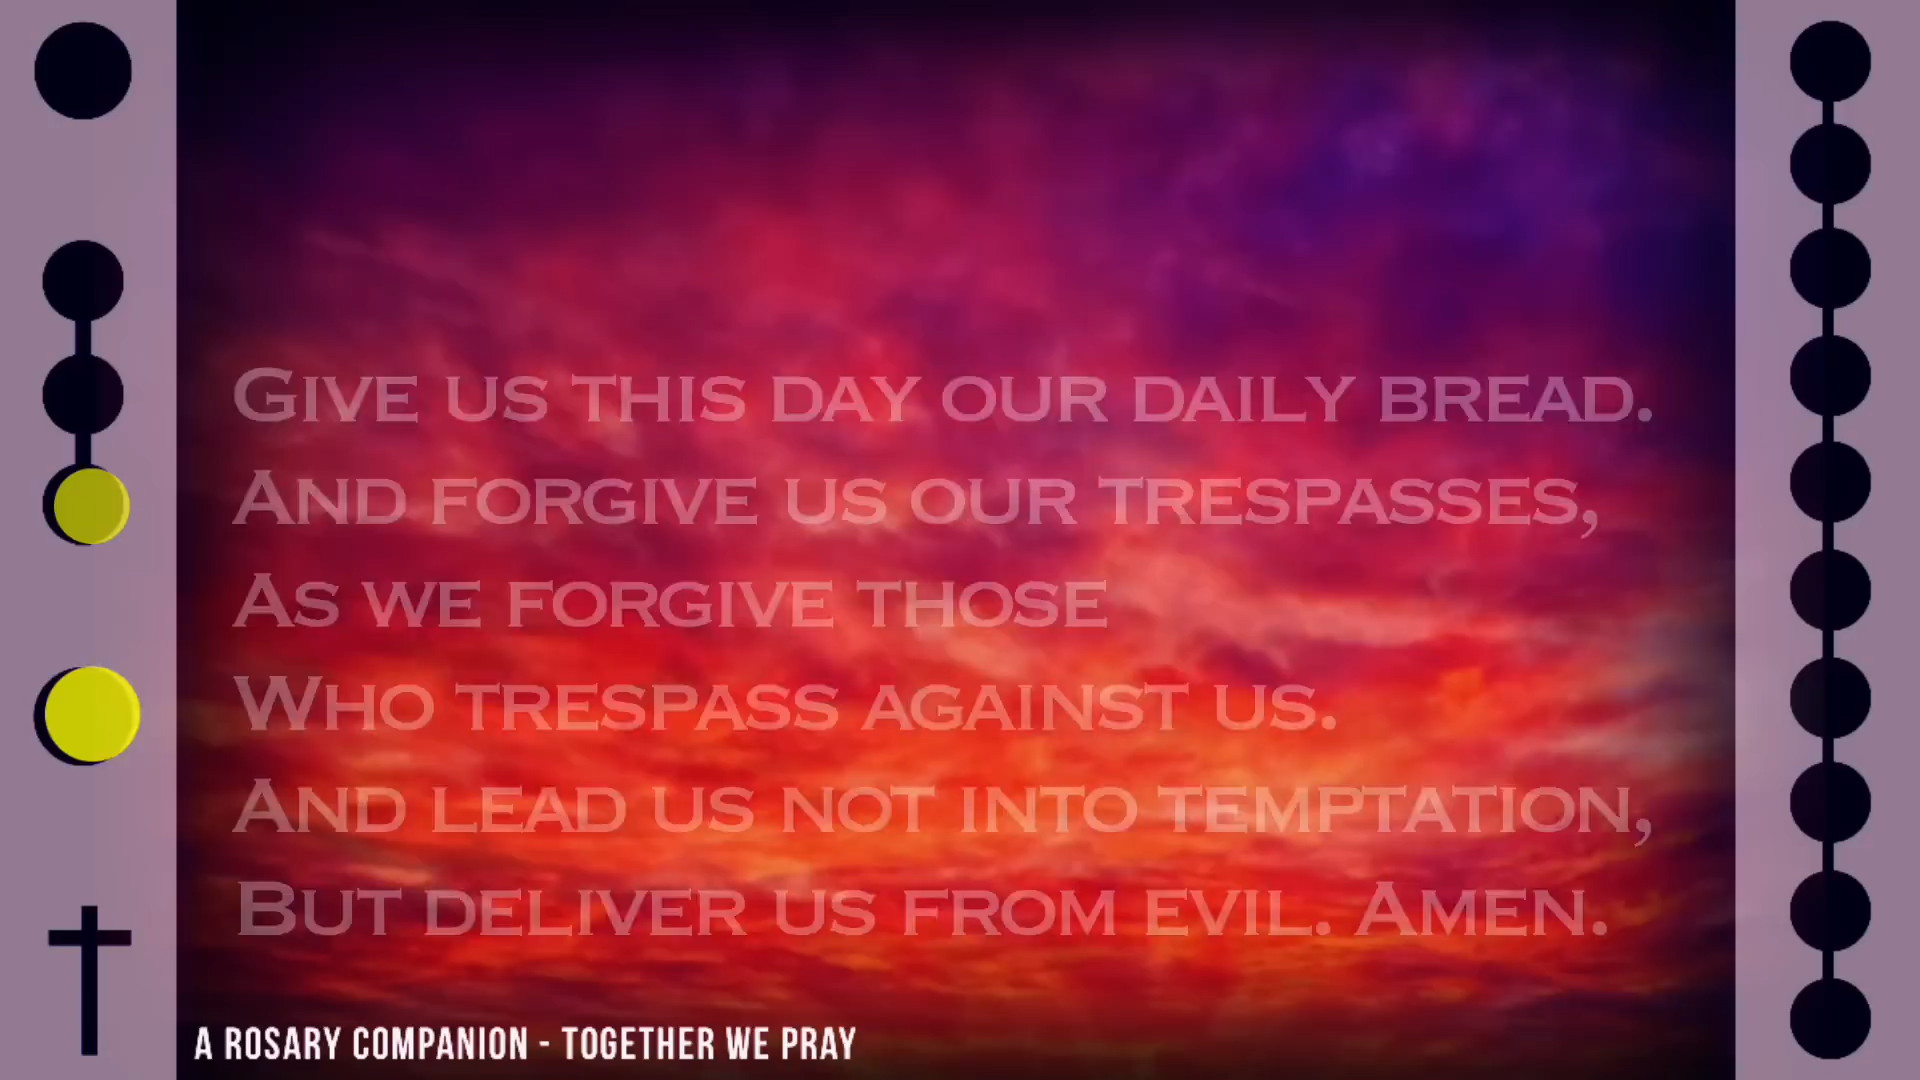 Give us this day our daily bread.
And forgive us our trespasses,
As we forgive those
Who trespass against us.
And lead us not into temptation,
But deliver us from evil. Amen.
A ROSARY COMPANION - TOGETHER WE PRAY